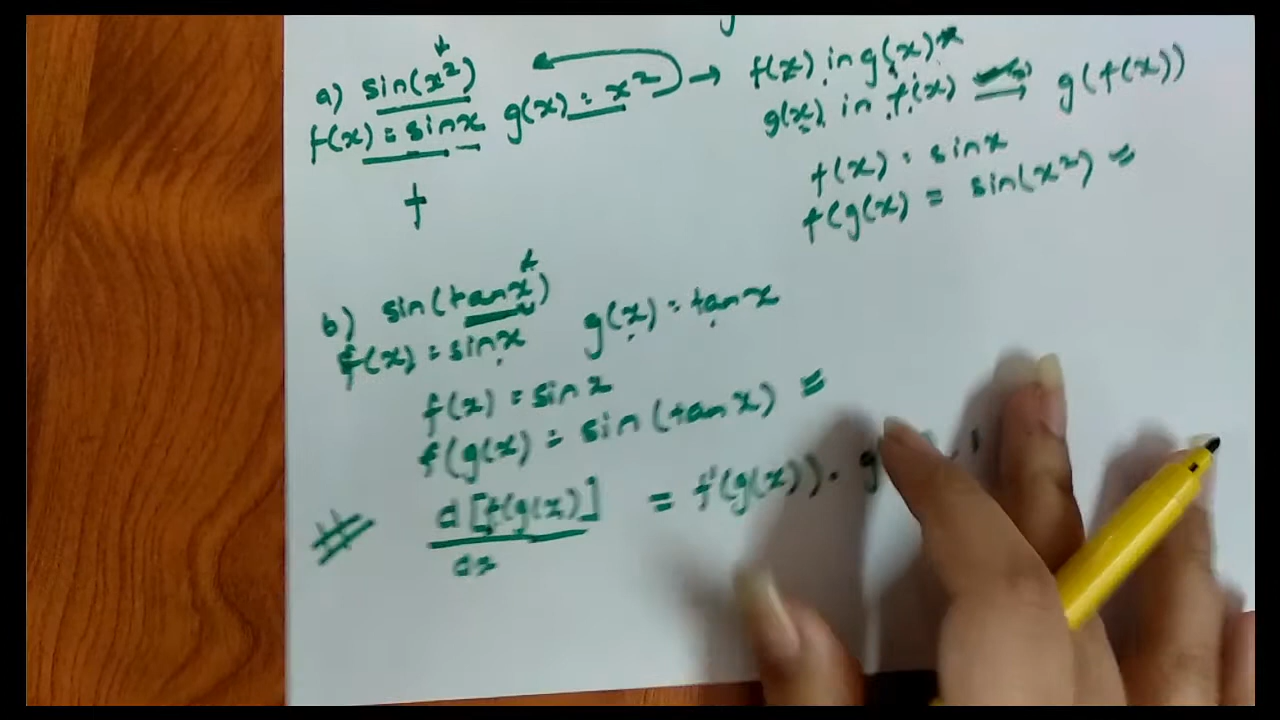 a) sin(x²)
f(x) = sinx g(x) = x² → f(x) in g(x)
g(x) in f(x) → g(f(x))
f(x) = sinx
f(g(x) = sin(x²)
f
b) sin(tanx)
f(x) = sinx g(x) = tanx
f(x) = sinx
f(g(x) = sin(tanx)
d[f(g(x)] = f'(g(x)). g
dx